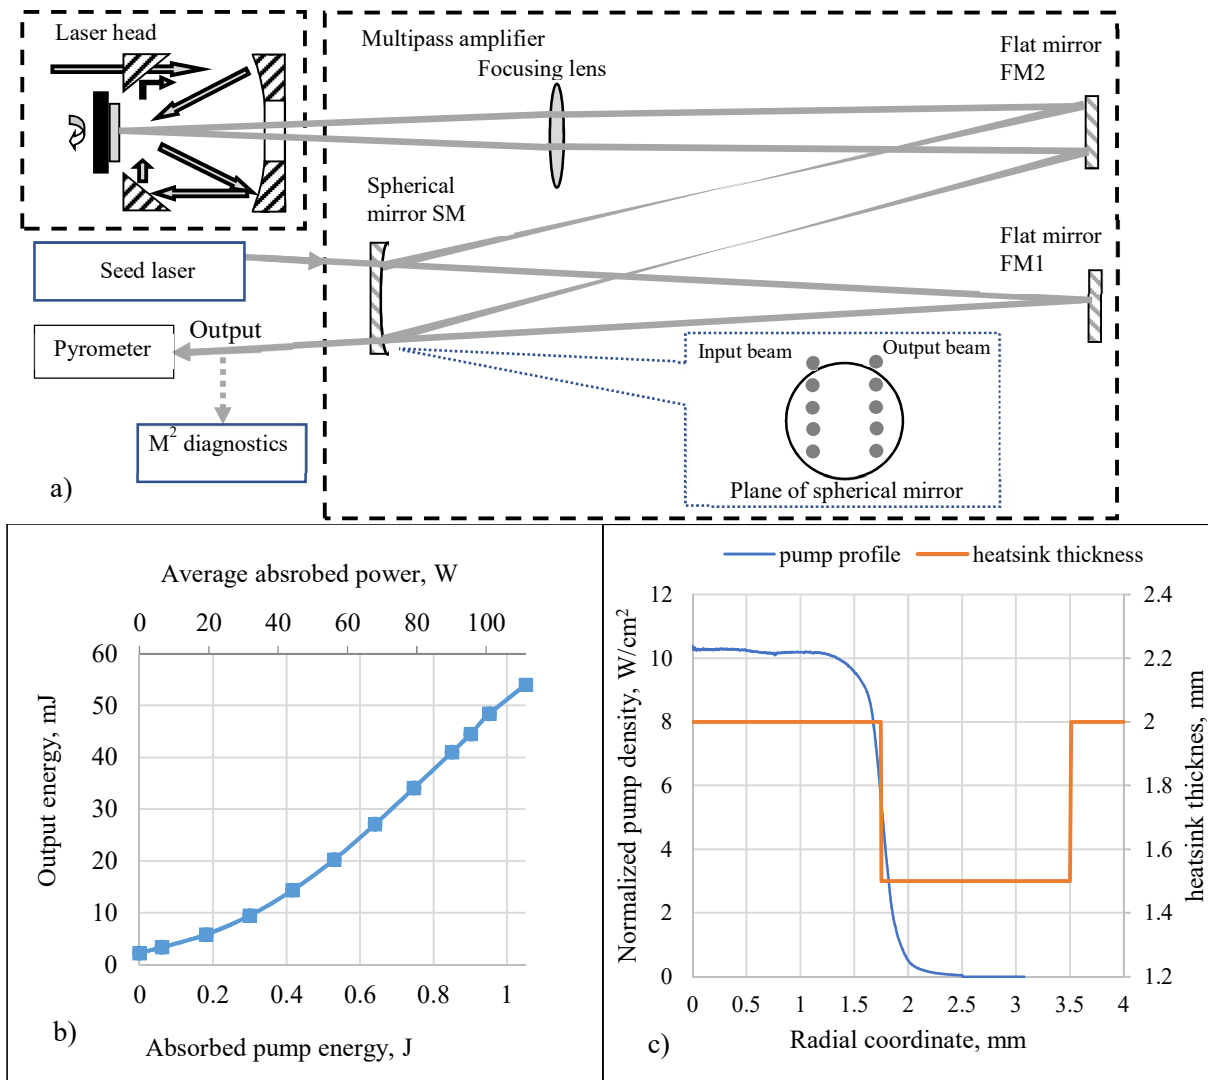 Laser head
Multipass amplifier
Focusing lens
Flat mirror
FM2
Spherical
mirror SM
Flat mirror
FM1
Seed laser
Output
Pyrometer
M2 diagnostics
Input beam
Output beam
Plane of spherical mirror
a)
Average absrobed power, W
0 20 40 60 80 100
Output energy, mJ
60
50
40
30
20
10
0
0 0.2 0.4 0.6 0.8 1
b)
Absorbed pump energy, J
pump profile heatsink thickness
Normalized pump density, W/cm2
12
10
8
6
4
2
0
2.4
2.2
2
1.8
1.6
1.4
1.2
heatsink thicknes, mm
0 0.5 1 1.5 2 2.5 3 3.5 4
Radial coordinate, mm
c)